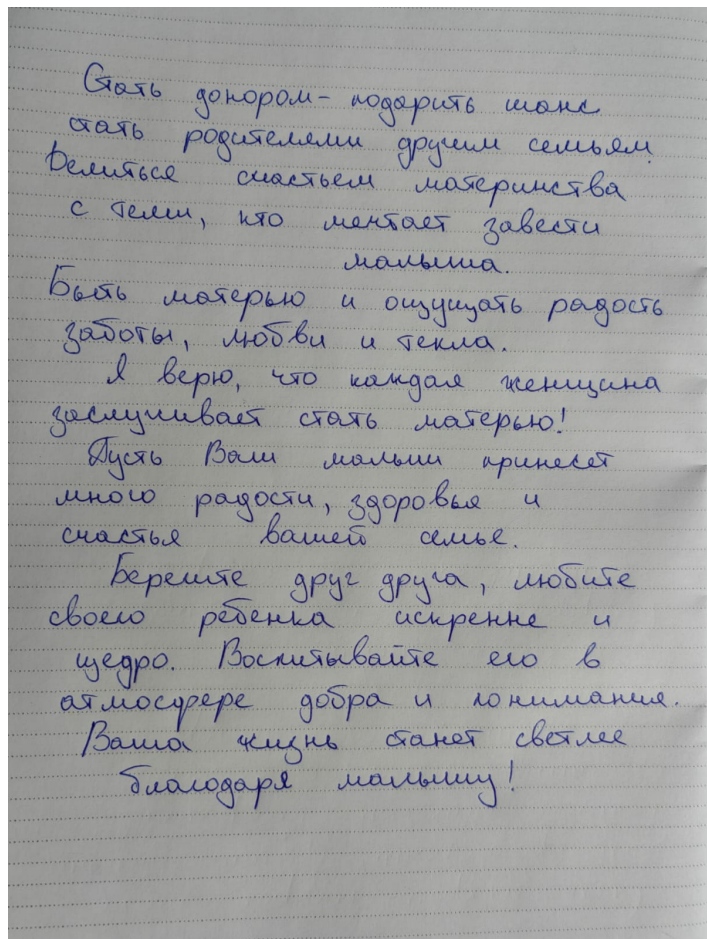 Стать донором - подарить шанс
стать родителями другим семьям.
Делиться счастьем материнства
с теми, кто мечтает завести
малыша.
Быть матерью и ощущать радость
заботы, любви и тепла.
Я верю, что каждая женщина
заслуживает стать матерью!
Пусть Ваш малыш принесет
много радости, здоровья и
счастья вашей семье.
Берегите друг друга, любите
своего ребенка искренне и
щедро. Воспитывайте его в
атмосфере добра и понимания.
Ваша жизнь станет светлее
благодаря малышу!